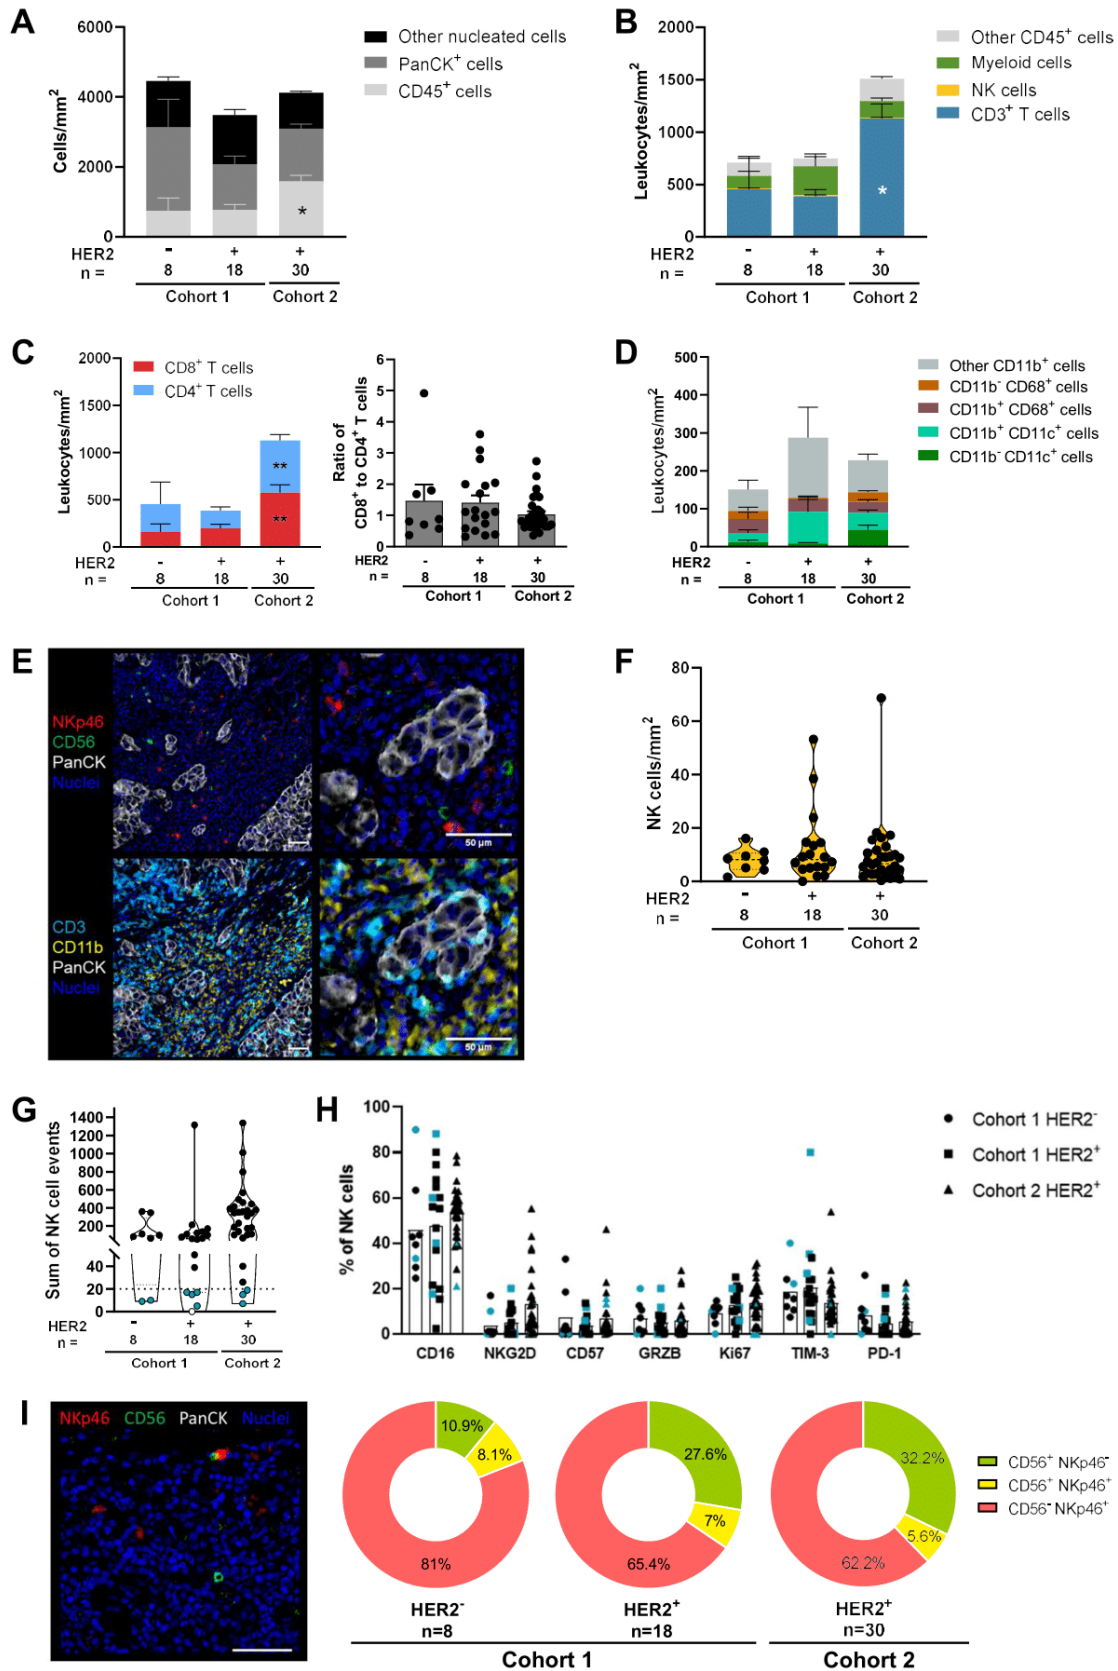 A
6000
4000
2000
0
Cells/mm²
Other nucleated cells
PanCK⁺ cells
CD45⁺ cells
*
HER2 - + +
n = 8 18 30
Cohort 1 Cohort 2
B
2000
1500
1000
500
0
Leukocytes/mm²
Other CD45⁺ cells
Myeloid cells
NK cells
CD3⁺ T cells
*
HER2 - + +
n = 8 18 30
Cohort 1 Cohort 2
C
2000
1500
1000
500
0
Leukocytes/mm²
CD8⁺ T cells
CD4⁺ T cells
**
**
HER2 - + +
n = 8 18 30
Cohort 1 Cohort 2
6
5
4
3
2
1
0
Ratio of
CD8⁺ to CD4⁺ T cells
HER2 - + +
n = 8 18 30
Cohort 1 Cohort 2
D
500
400
300
200
100
0
Leukocytes/mm²
Other CD11b⁺ cells
CD11b⁻ CD68⁺ cells
CD11b⁺ CD68⁺ cells
CD11b⁺ CD11c⁺ cells
CD11b⁻ CD11c⁺ cells
HER2 - + +
n = 8 18 30
Cohort 1 Cohort 2
E
NKp46
CD56
PanCK
Nuclei
50 µm
CD3
CD11b
PanCK
Nuclei
50 µm
F
80
60
40
20
0
NK cells/mm²
HER2 - + +
n = 8 18 30
Cohort 1 Cohort 2
G
1400
1200
1000
800
600
400
200
40
20
0
Sum of NK cell events
HER2 - + +
n = 8 18 30
Cohort 1 Cohort 2
H
100
80
60
40
20
0
% of NK cells
Cohort 1 HER2⁻
Cohort 1 HER2⁺
Cohort 2 HER2⁺
CD16 NKG2D CD57 GRZB Ki67 TIM-3 PD-1
I
NKp46 CD56 PanCK Nuclei
10.9%
8.1%
81%
27.6%
7%
65.4%
32.2%
5.6%
62.2%
CD56⁺ NKp46⁻
CD56⁺ NKp46⁺
CD56⁻ NKp46⁺
HER2⁻ HER2⁺ HER2⁺
n=8 n=18 n=30
Cohort 1 Cohort 2